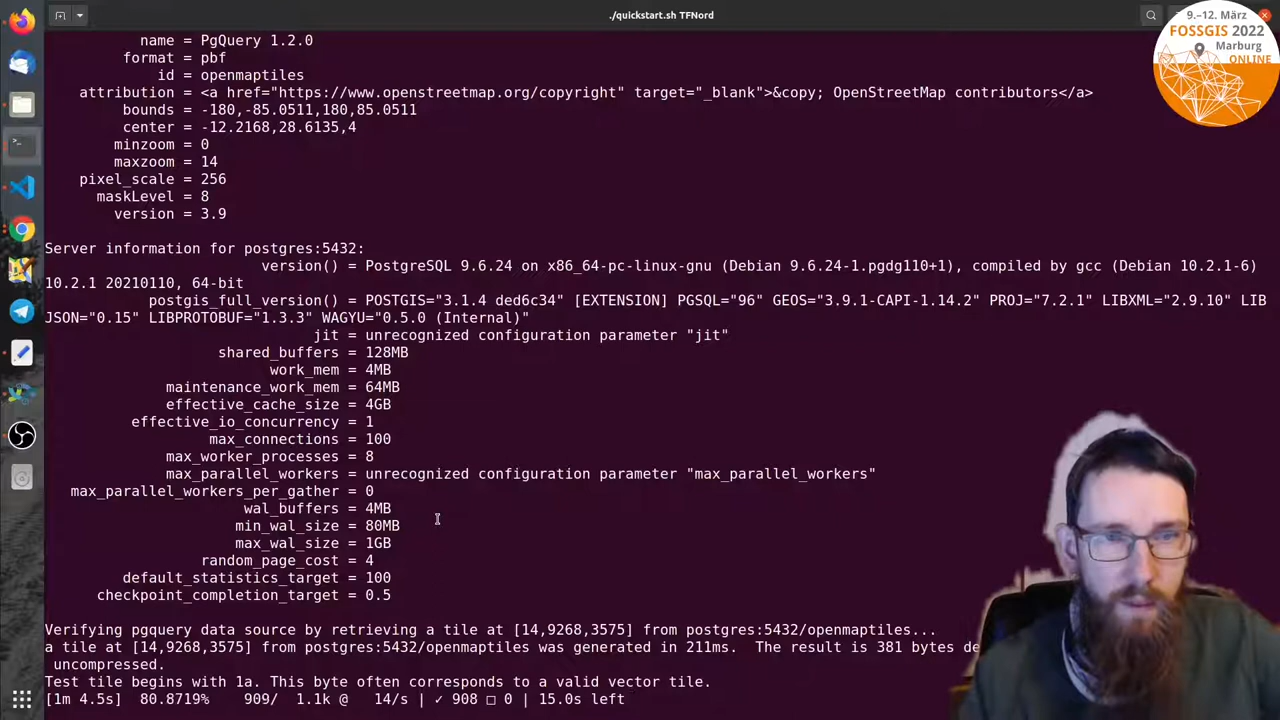 ./quickstart.sh TFNord
9.–12. März
FOSSGIS 2022
Marburg
ONLINE
name = PgQuery 1.2.0
format = pbf
id = openmaptiles
attribution = <a href="https://www.openstreetmap.org/copyright" target="_blank">&copy; OpenStreetMap contributors</a>
bounds = -180,-85.0511,180,85.0511
center = -12.2168,28.6135,4
minzoom = 0
maxzoom = 14
pixel_scale = 256
maskLevel = 8
version = 3.9
Server information for postgres:5432:
version() = PostgreSQL 9.6.24 on x86_64-pc-linux-gnu (Debian 9.6.24-1.pgdg110+1), compiled by gcc (Debian 10.2.1-6)
10.2.1 20210110, 64-bit
postgis_full_version() = POSTGIS="3.1.4 ded6c34" [EXTENSION] PGSQL="96" GEOS="3.9.1-CAPI-1.14.2" PROJ="7.2.1" LIBXML="2.9.10" LIB
JSON="0.15" LIBPROTOBUF="1.3.3" WAGYU="0.5.0 (Internal)"
jit = unrecognized configuration parameter "jit"
shared_buffers = 128MB
work_mem = 4MB
maintenance_work_mem = 64MB
effective_cache_size = 4GB
effective_io_concurrency = 1
max_connections = 100
max_worker_processes = 8
max_parallel_workers = unrecognized configuration parameter "max_parallel_workers"
max_parallel_workers_per_gather = 0
wal_buffers = 4MB
min_wal_size = 80MB
max_wal_size = 1GB
random_page_cost = 4
default_statistics_target = 100
checkpoint_completion_target = 0.5
Verifying pgquery data source by retrieving a tile at [14,9268,3575] from postgres:5432/openmaptiles...
a tile at [14,9268,3575] from postgres:5432/openmaptiles was generated in 211ms.  The result is 381 bytes de
uncompressed.
Test tile begins with 1a. This byte often corresponds to a valid vector tile.
[1m 4.5s]  80.8719%    909/  1.1k @   14/s | ✓ 908 □ 0 | 15.0s left